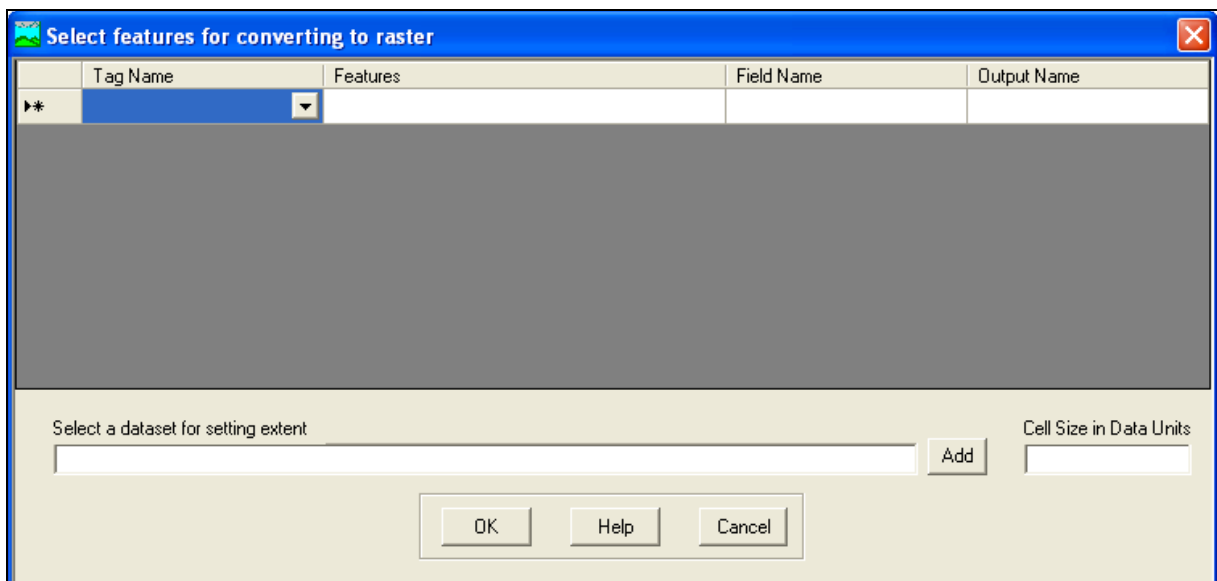 Select features for converting to raster
Tag Name Features Field Name Output Name
Select a dataset for setting extent Cell Size in Data Units
Add
OK Help Cancel